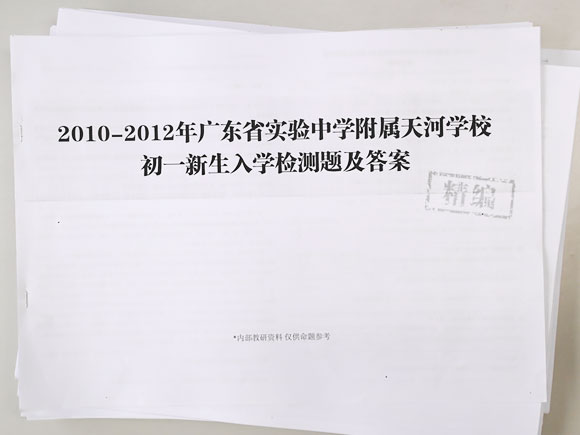 2010-2012年广东省实验中学附属天河学校
初一新生入学检测题及答案
精编
*内部教研资料 仅供命题参考